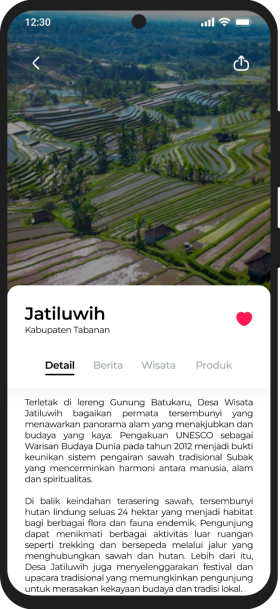 12:30
Jatiluwih
Kabupaten Tabanan
Detail Berita Wisata Produk
Terletak di lereng Gunung Batukaru, Desa Wisata
Jatiluwih bagaikan permata tersembunyi yang
menawarkan panorama alam yang menakjubkan dan
budaya yang kaya. Pengakuan UNESCO sebagai
Warisan Budaya Dunia pada tahun 2012 menjadi bukti
keunikan sistem pengairan sawah tradisional Subak
yang mencerminkan harmoni antara manusia, alam
dan spiritualitas.
Di balik keindahan terasering sawah, tersembunyi
hutan lindung seluas 24 hektar yang menjadi habitat
bagi berbagai flora dan fauna endemik. Pengunjung
dapat menikmati berbagai aktivitas luar ruangan
seperti trekking dan bersepeda melalui jalur yang
menghubungkan sawah dan hutan. Lebih dari itu,
Desa Jatiluwih juga menyelenggarakan festival dan
upacara tradisional yang memungkinkan pengunjung
untuk merasakan kekayaan budaya dan tradisi lokal.